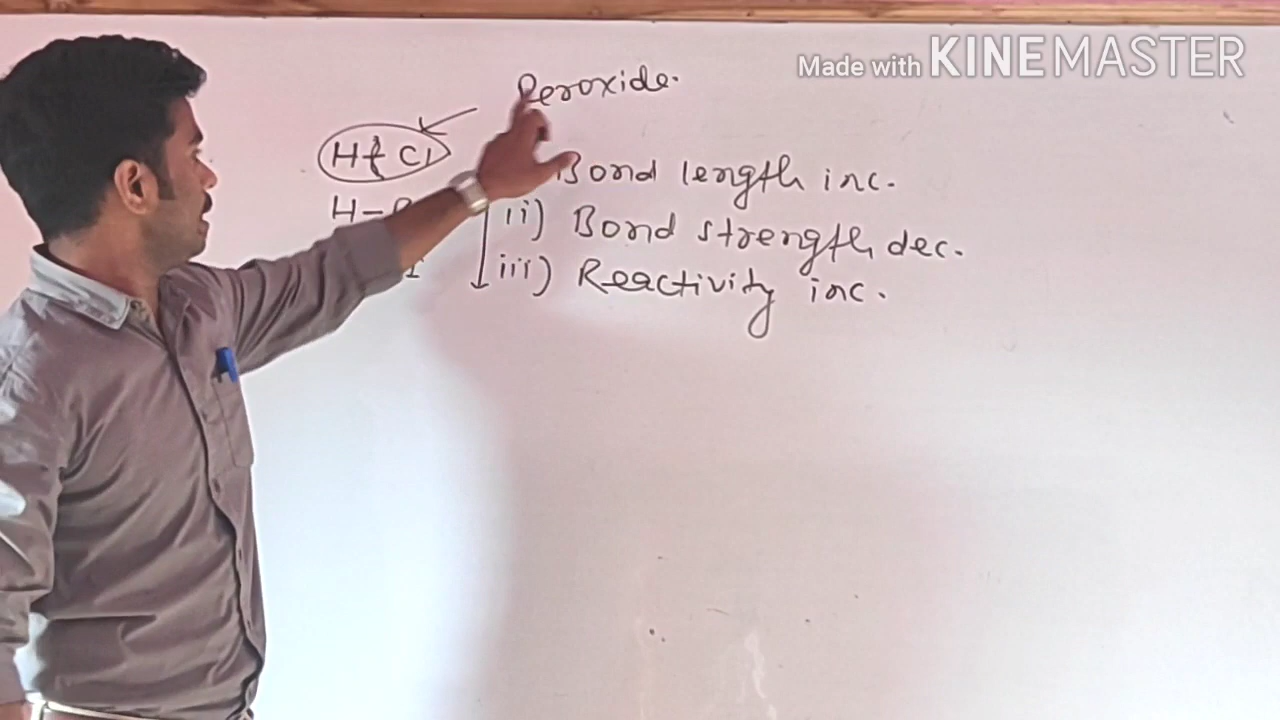 Made with KINEMASTER
Peroxide.
H-Cl
Bond length inc.
H-
ii) Bond strength dec.
iii) Reactivity inc.